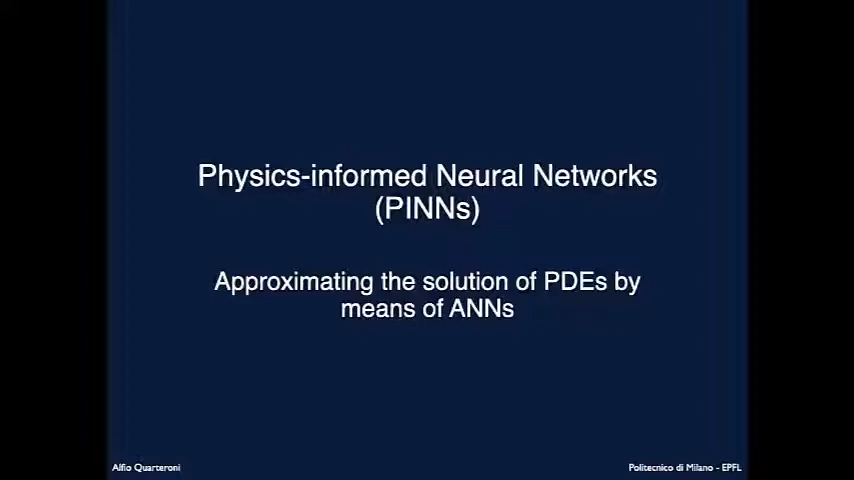 Physics-informed Neural Networks
(PINNs)
Approximating the solution of PDEs by
means of ANNs
Alfio Quarteroni
Politecnico di Milano - EPFL